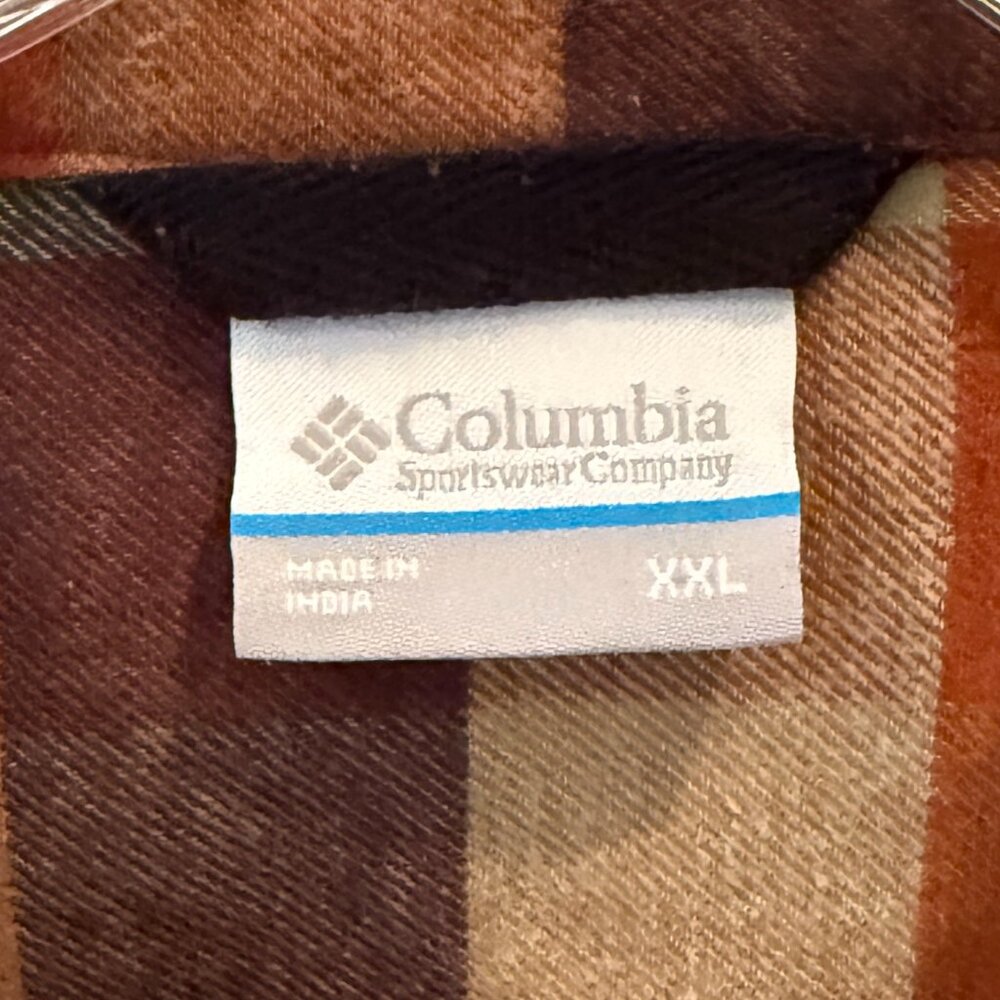 Columbia
Sportswear Company
MADE IN
INDIA
XXL